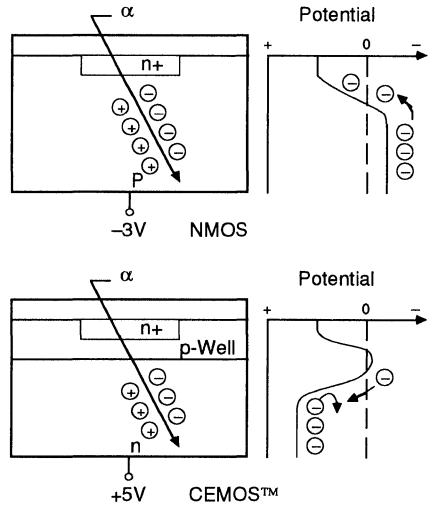 α
Potential
+ 0 −
n+
P
−3V
NMOS
α
Potential
+ 0 −
n+
p-Well
n
+5V
CEMOS™